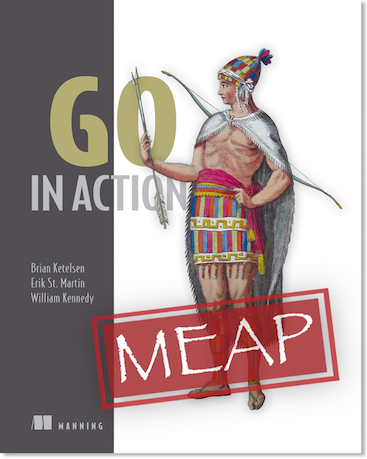 GO
IN ACTION
Brian Ketelsen
Erik St. Martin
William Kennedy
MEAP
MANNING